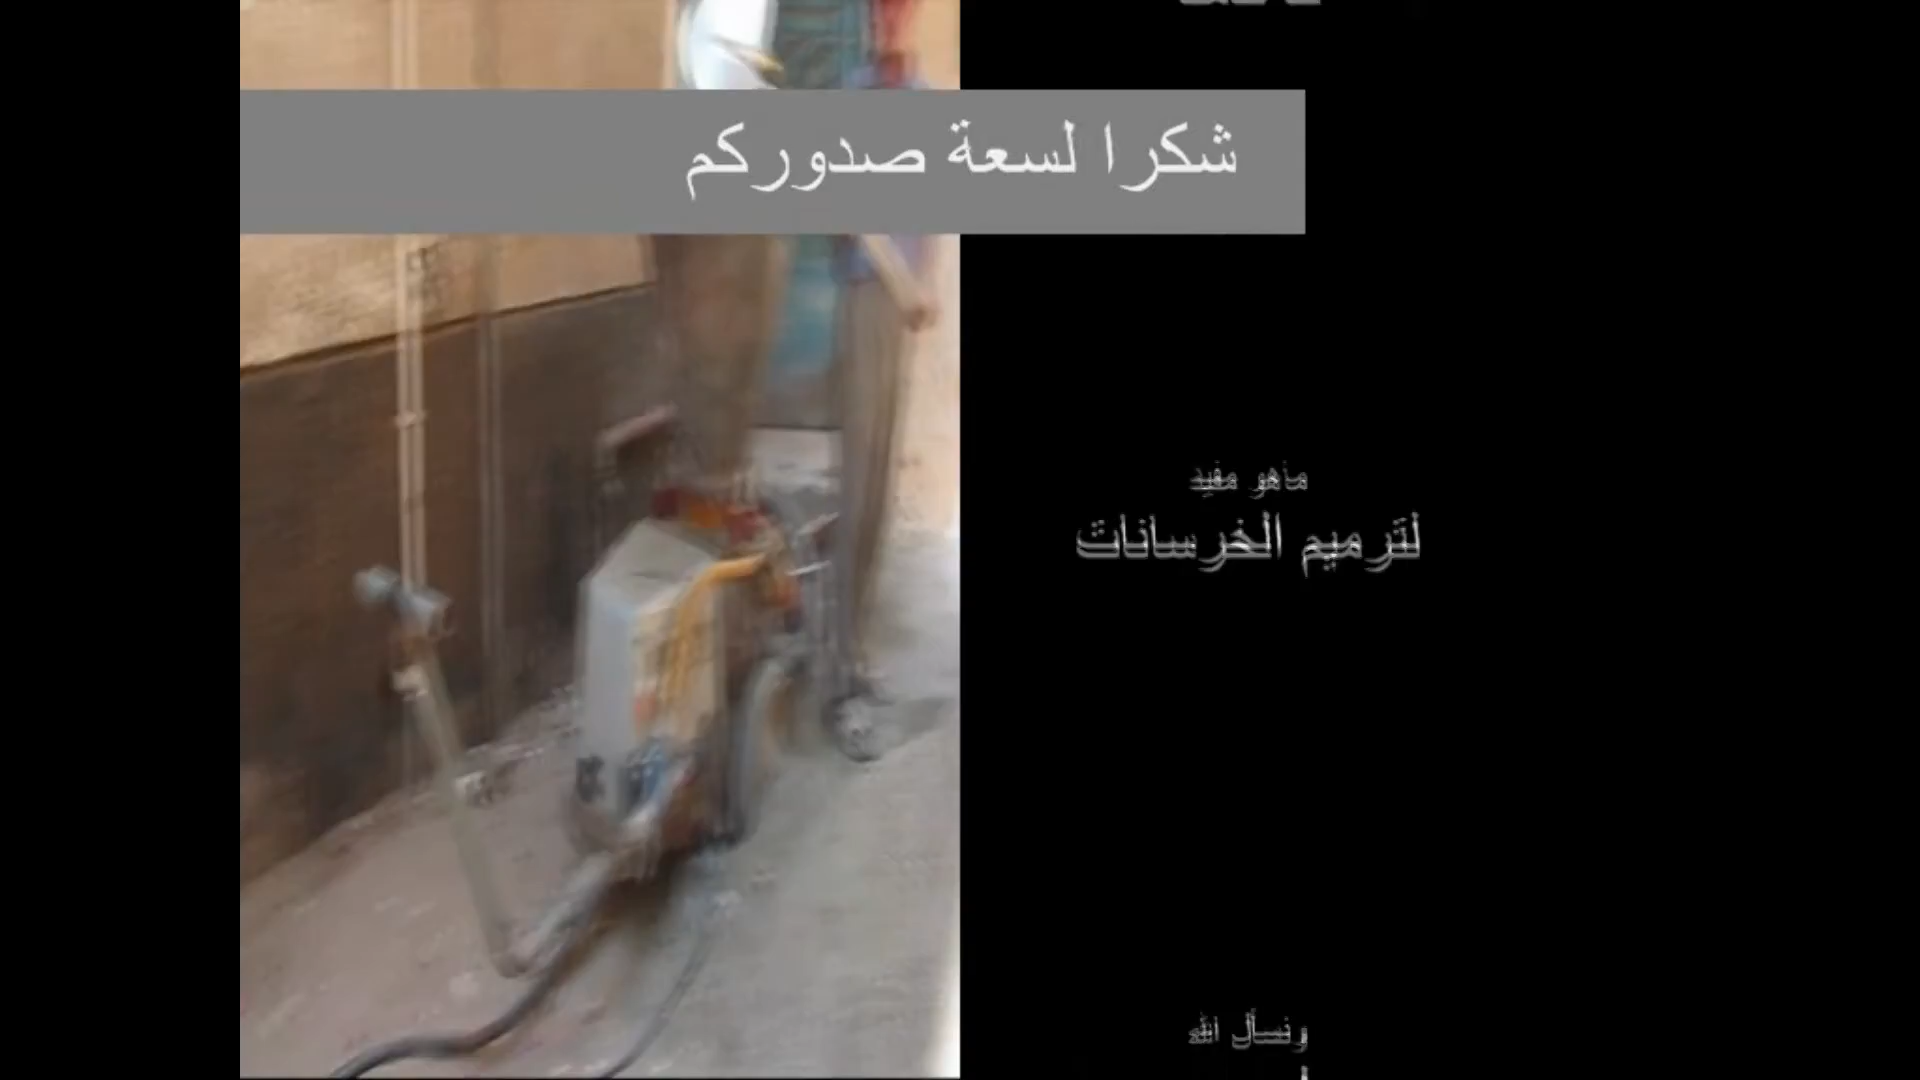 شكرا لسعة صدوركم
ماهو مفيد
لترميم الخرسانات
ونسأل الله